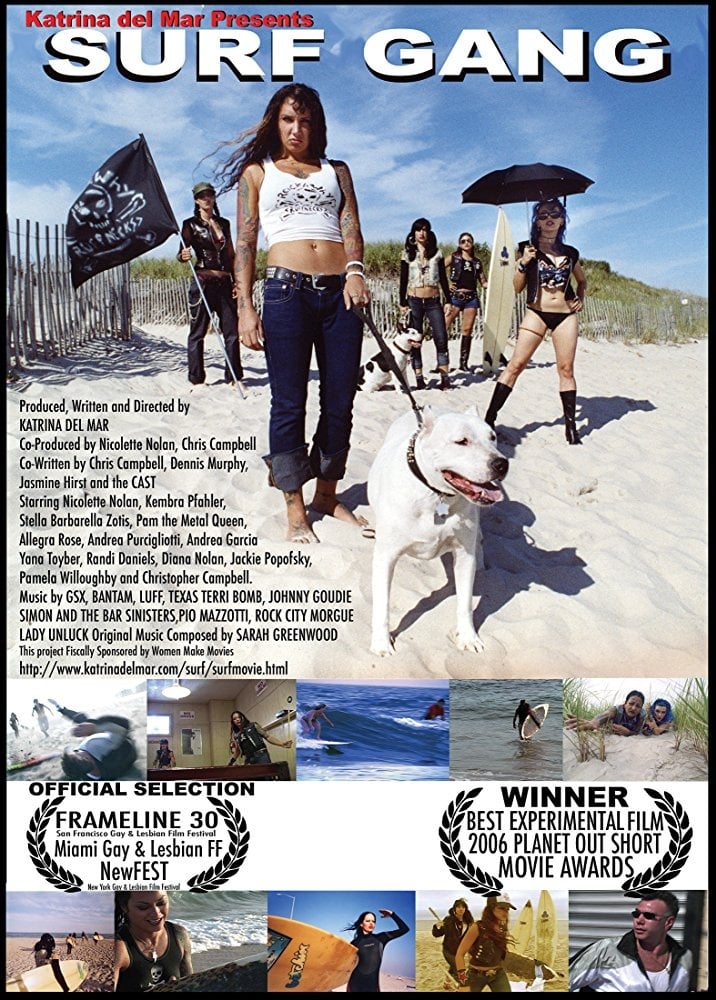 Katrina del Mar Presents
SURF GANG
ROCKAWAY
RUFFNECKS
Produced, Written and Directed by
KATRINA DEL MAR
Co-Produced by Nicolette Nolan, Chris Campbell
Co-Written by Chris Campbell, Dennis Murphy,
Jasmine Hirst and the CAST
Starring Nicolette Nolan, Kembra Pfahler,
Stella Barbarella Zotis, Pam the Metal Queen,
Allegra Rose, Andrea Purcigliotti, Andrea Garcia
Yana Toyber, Randi Daniels, Diana Nolan, Jackie Popofsky,
Pamela Willoughby and Christopher Campbell.
Music by GSX, BANTAM, LUFF, TEXAS TERRI BOMB, JOHNNY GOUDIE
SIMON AND THE BAR SINISTERS,PIO MAZZOTTI, ROCK CITY MORGUE
LADY UNLUCK Original Music Composed by SARAH GREENWOOD
This project Fiscally Sponsored by Women Make Movies
http://www.katrinadelmar.com/surf/surfmovie.html
OFFICIAL SELECTION
FRAMELINE 30
San Francisco Gay & Lesbian Film Festival
Miami Gay & Lesbian FF
NewFEST
New York Gay & Lesbian Film Festival
WINNER
BEST EXPERIMENTAL FILM
2006 PLANET OUT SHORT
MOVIE AWARDS